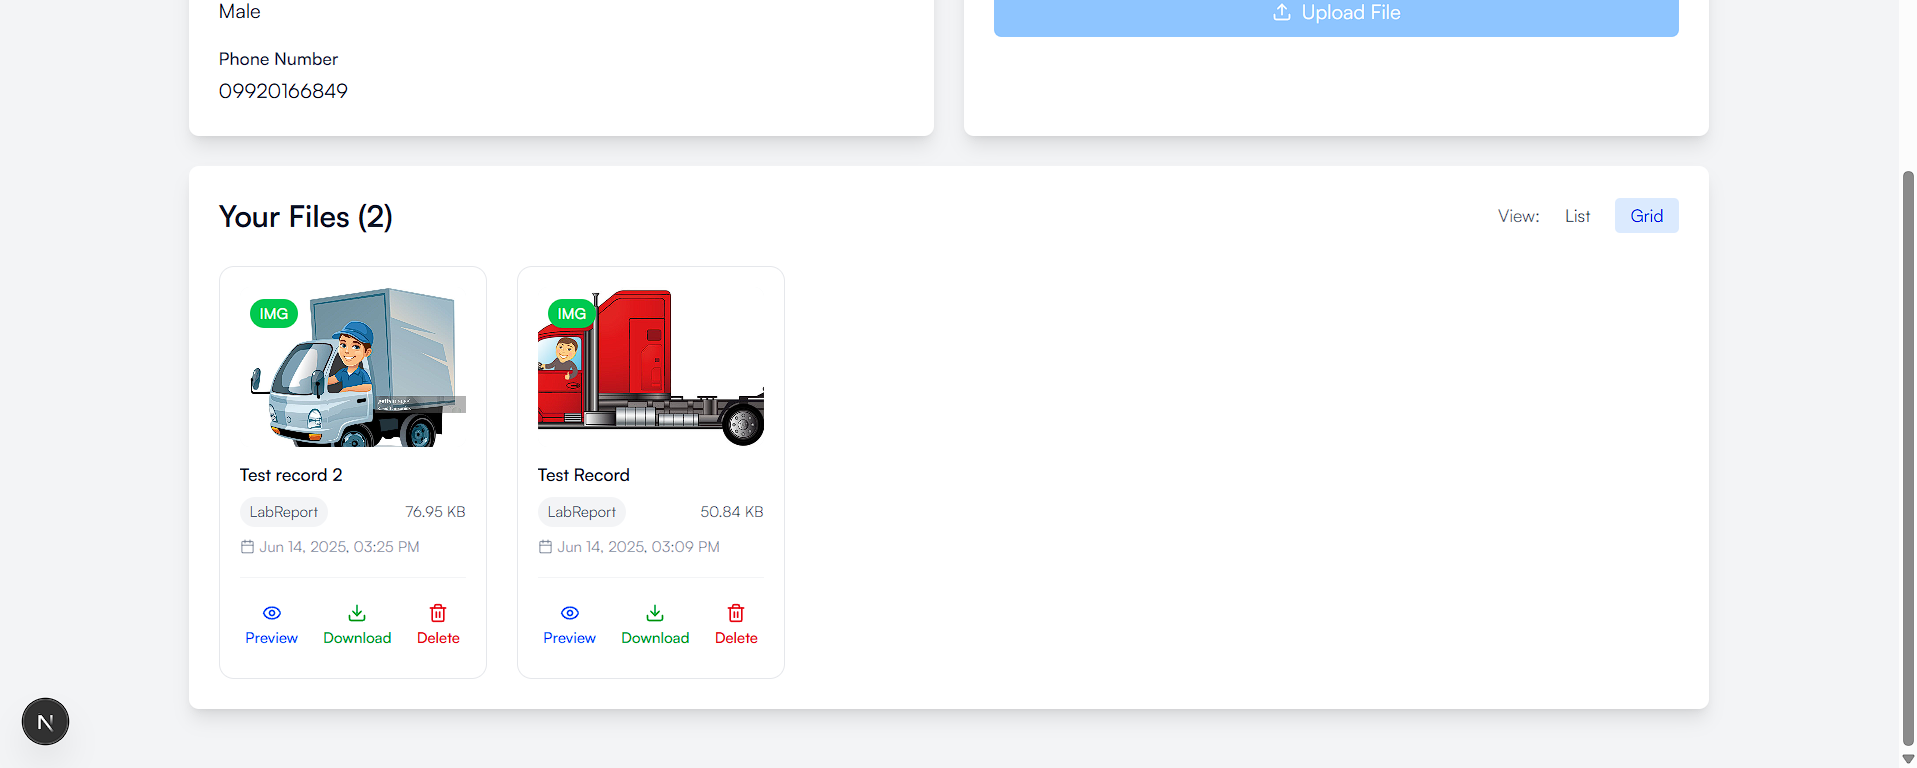 Male
Phone Number
09920166849
Upload File
Your Files (2)
View: List Grid
IMG
Test record 2
LabReport 76.95 KB
Jun 14, 2025, 03:25 PM
Preview Download Delete
IMG
Test Record
LabReport 50.84 KB
Jun 14, 2025, 03:09 PM
Preview Download Delete
N